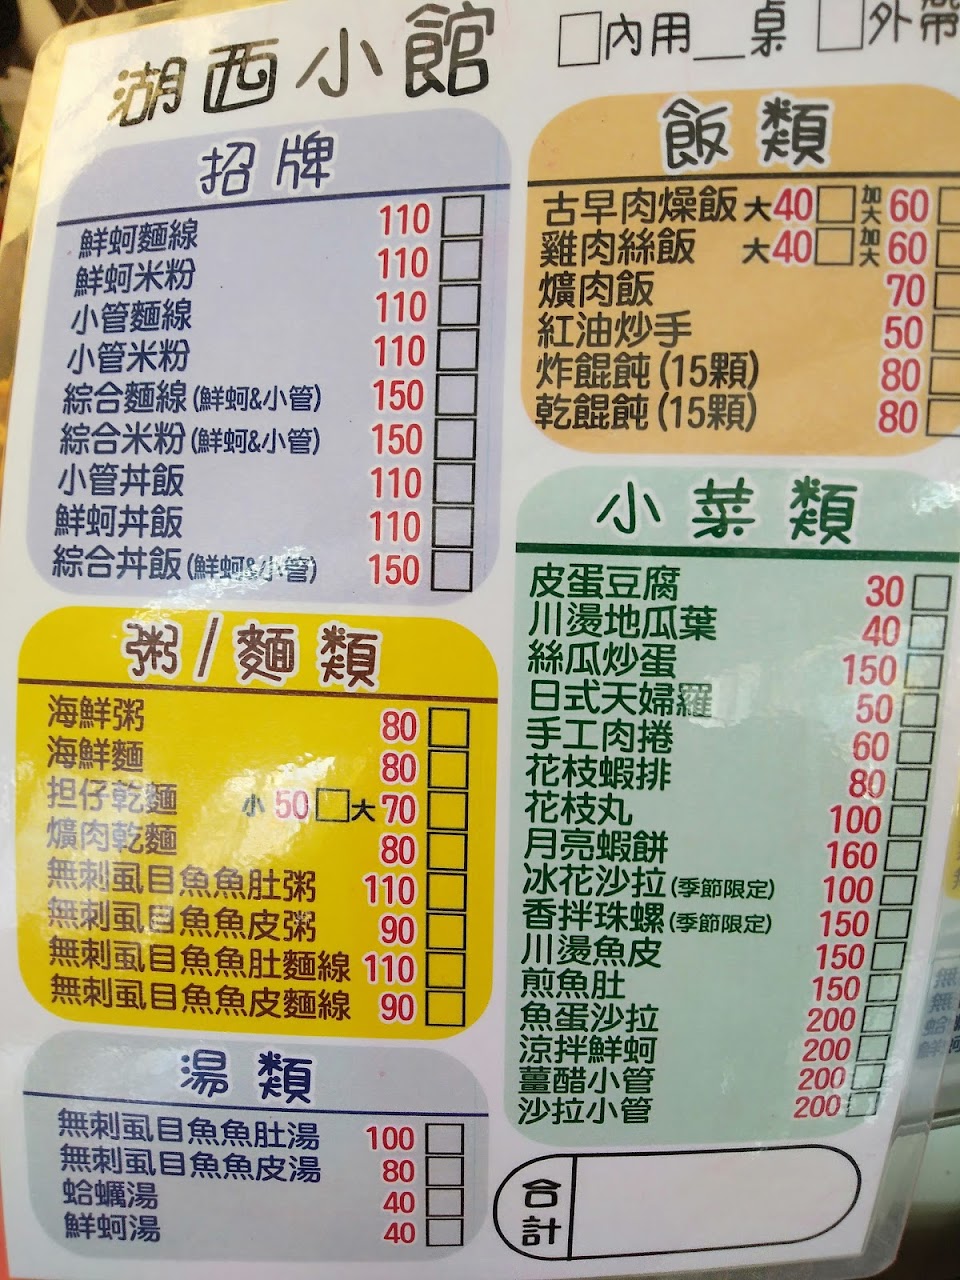 湖西小館
□內用__桌 □外帶
招牌
鮮蚵麵線 110 □
鮮蚵米粉 110 □
小管麵線 110 □
小管米粉 110 □
綜合麵線(鮮蚵&小管) 150 □
綜合米粉(鮮蚵&小管) 150 □
小管丼飯 110 □
鮮蚵丼飯 110 □
綜合丼飯(鮮蚵&小管) 150 □
粥/麵類
海鮮粥 80 □
海鮮麵 80 □
担仔乾麵 小50□大70 □
爌肉乾麵 80 □
無刺虱目魚魚肚粥 110 □
無刺虱目魚魚皮粥 90 □
無刺虱目魚魚肚麵線 110 □
無刺虱目魚魚皮麵線 90 □
湯類
無刺虱目魚魚肚湯 100 □
無刺虱目魚魚皮湯 80 □
蛤蠣湯 40 □
鮮蚵湯 40 □
飯類
古早肉燥飯 大40□加大60 □
雞肉絲飯 大40□加大60 □
爌肉飯 70 □
紅油炒手 50 □
炸餛飩(15顆) 80 □
乾餛飩(15顆) 80 □
小菜類
皮蛋豆腐 30 □
川燙地瓜葉 40 □
絲瓜炒蛋 150 □
日式天婦羅 50 □
手工肉捲 60 □
花枝蝦排 80 □
花枝丸 100 □
月亮蝦餅 160 □
冰花沙拉(季節限定) 100 □
香拌珠螺(季節限定) 150 □
川燙魚皮 150 □
煎魚肚 150 □
魚蛋沙拉 200 □
涼拌鮮蚵 200 □
薑醋小管 200 □
沙拉小管 200 □
合計